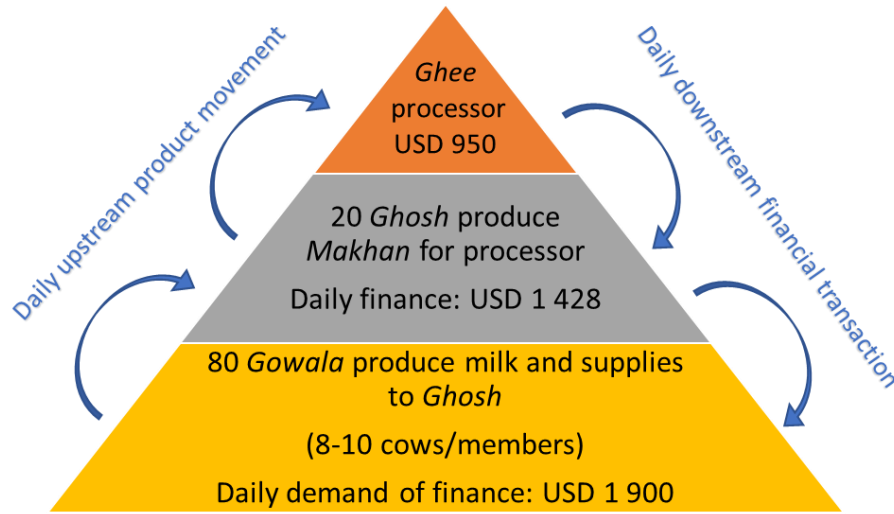 Daily upstream product movement
Daily downstream financial transaction
Ghee
processor
USD 950
20 Ghosh produce
Makhan for processor
Daily finance: USD 1 428
80 Gowala produce milk and supplies
to Ghosh
(8-10 cows/members)
Daily demand of finance: USD 1 900